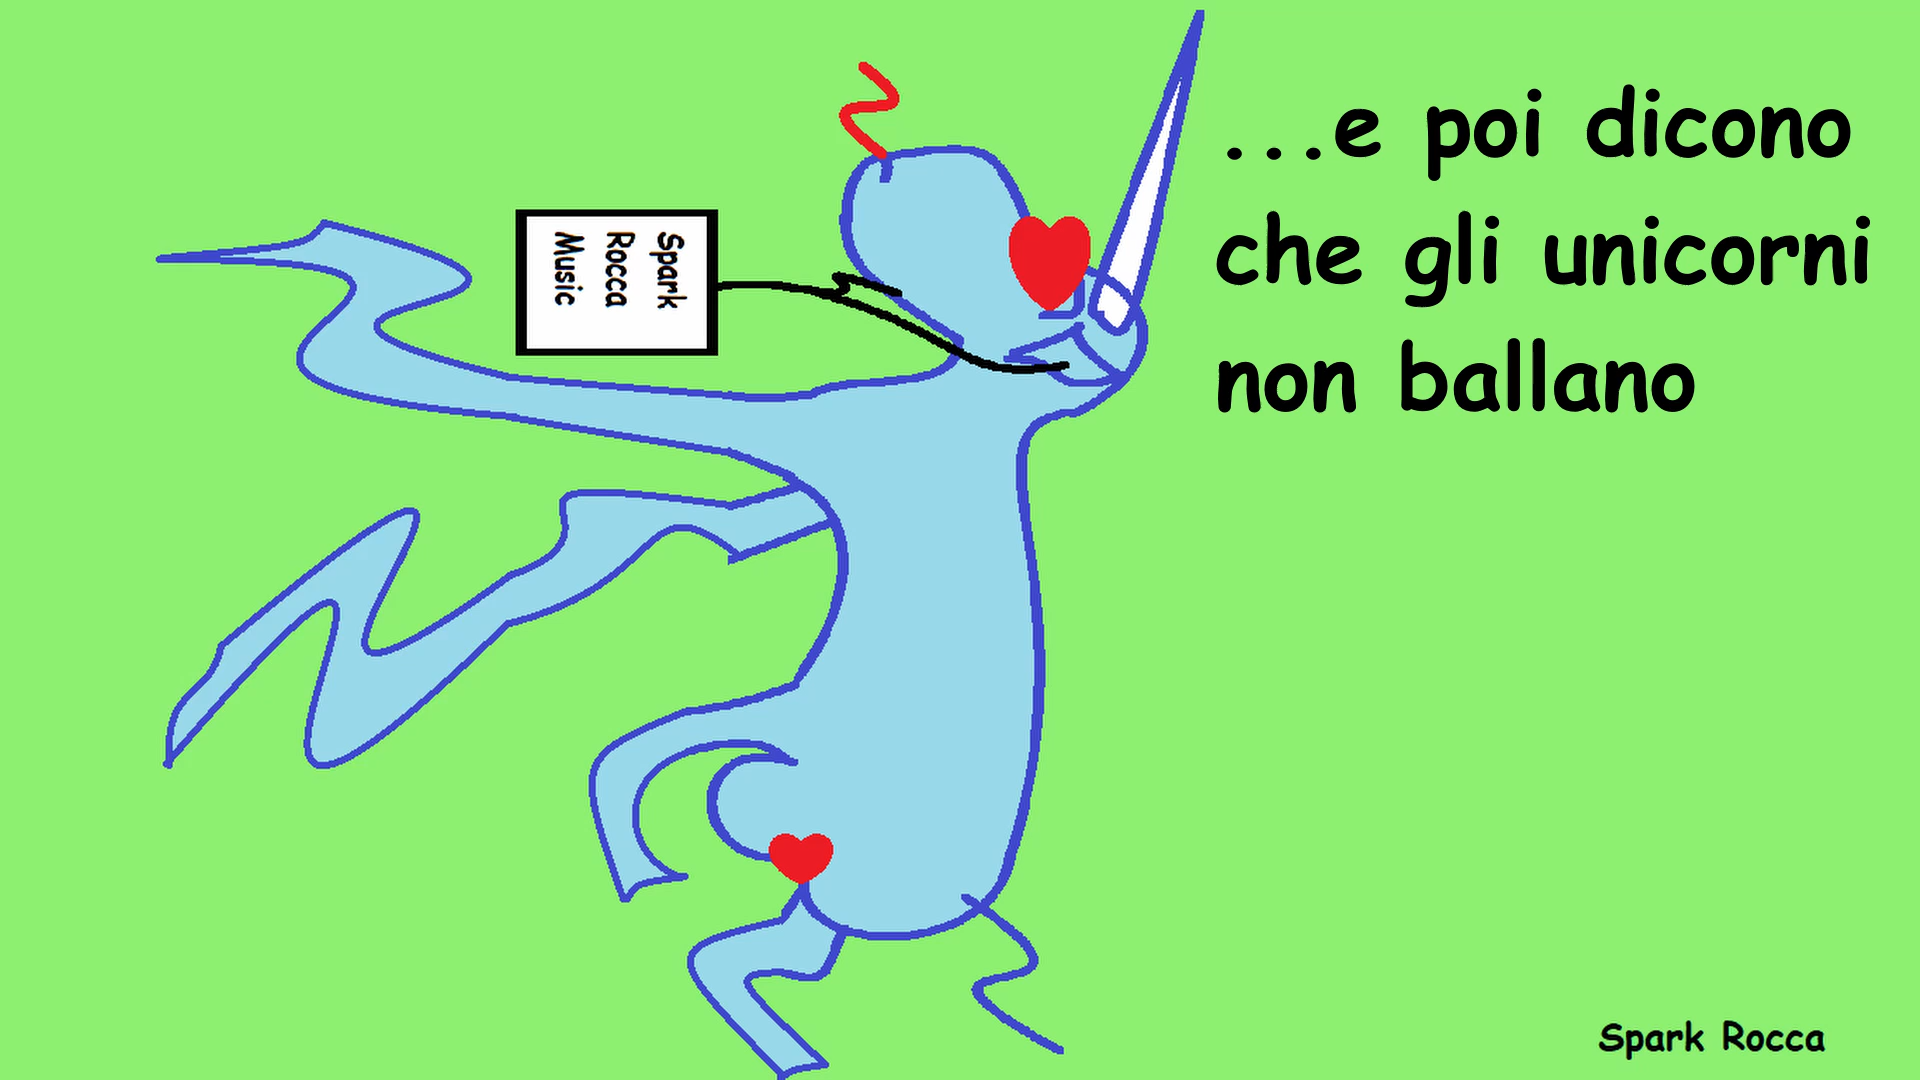 ...e poi dicono
che gli unicorni
non ballano
Spark
Rocca
Music
Spark Rocca